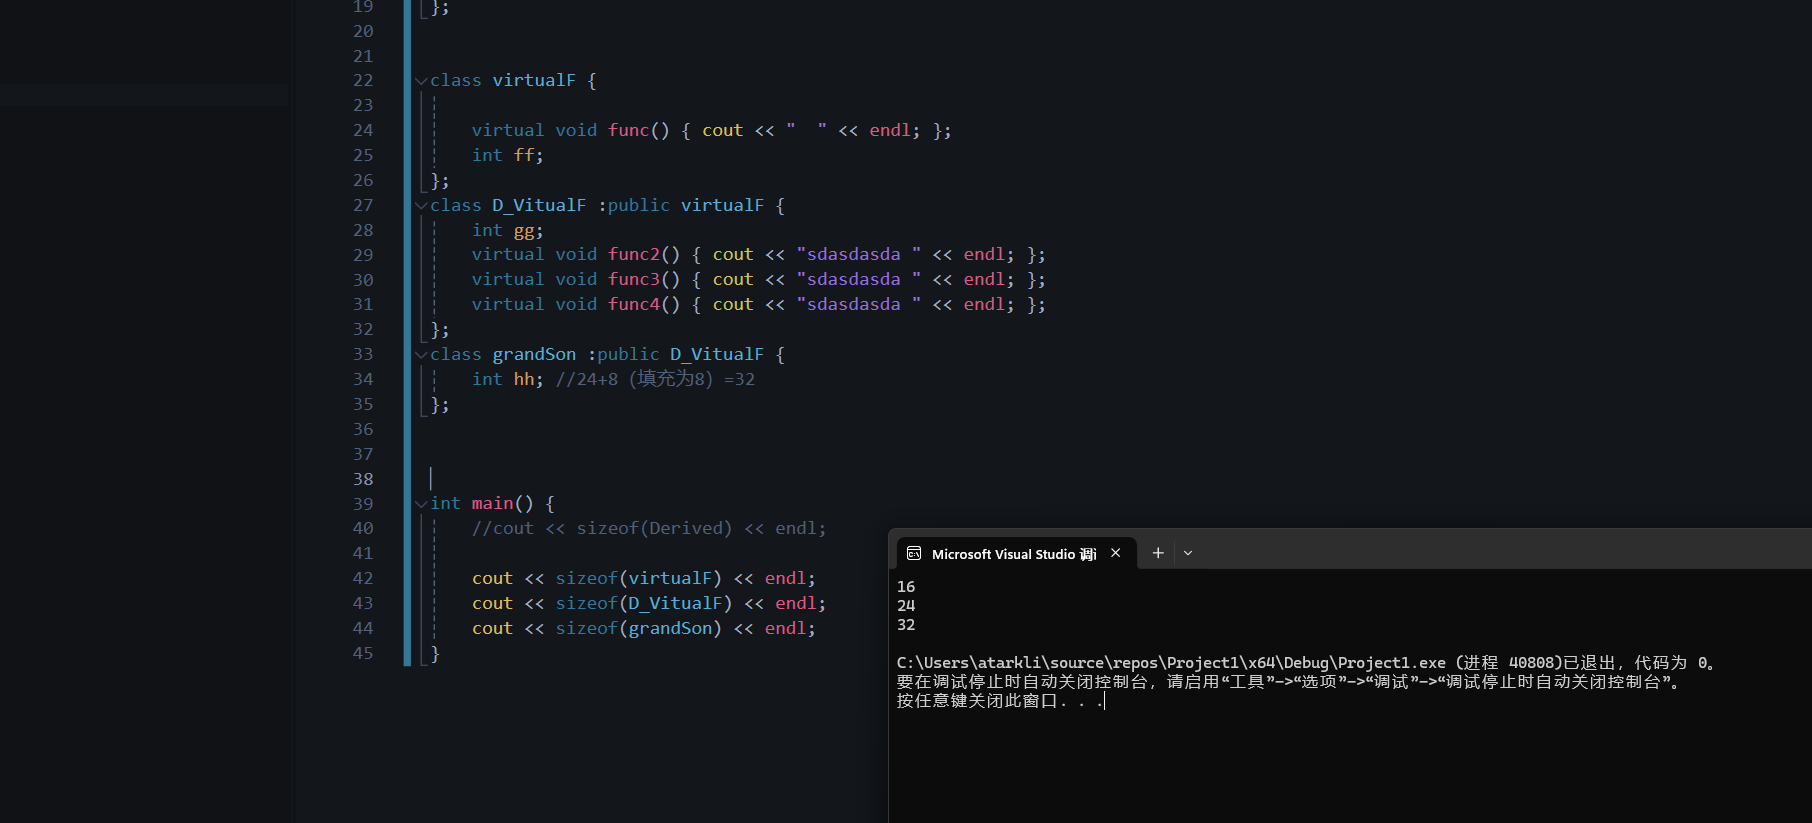 19 };
20
21
22 class virtualF {
23
24 virtual void func() { cout << "  " << endl; };
25 int ff;
26 };
27 class D_VitualF :public virtualF {
28 int gg;
29 virtual void func2() { cout << "sdasdasda " << endl; };
30 virtual void func3() { cout << "sdasdasda " << endl; };
31 virtual void func4() { cout << "sdasdasda " << endl; };
32 };
33 class grandSon :public D_VitualF {
34 int hh; //24+8（填充为8）=32
35 };
36
37
38
39 int main() {
40 //cout << sizeof(Derived) << endl;
41
42 cout << sizeof(virtualF) << endl;
43 cout << sizeof(D_VitualF) << endl;
44 cout << sizeof(grandSon) << endl;
45 }
Microsoft Visual Studio 调
16
24
32
C:\Users\atarkli\source\repos\Project1\x64\Debug\Project1.exe (进程 40808)已退出，代码为 0。
要在调试停止时自动关闭控制台，请启用“工具”->“选项”->“调试”->“调试停止时自动关闭控制台”。
按任意键关闭此窗口. . .